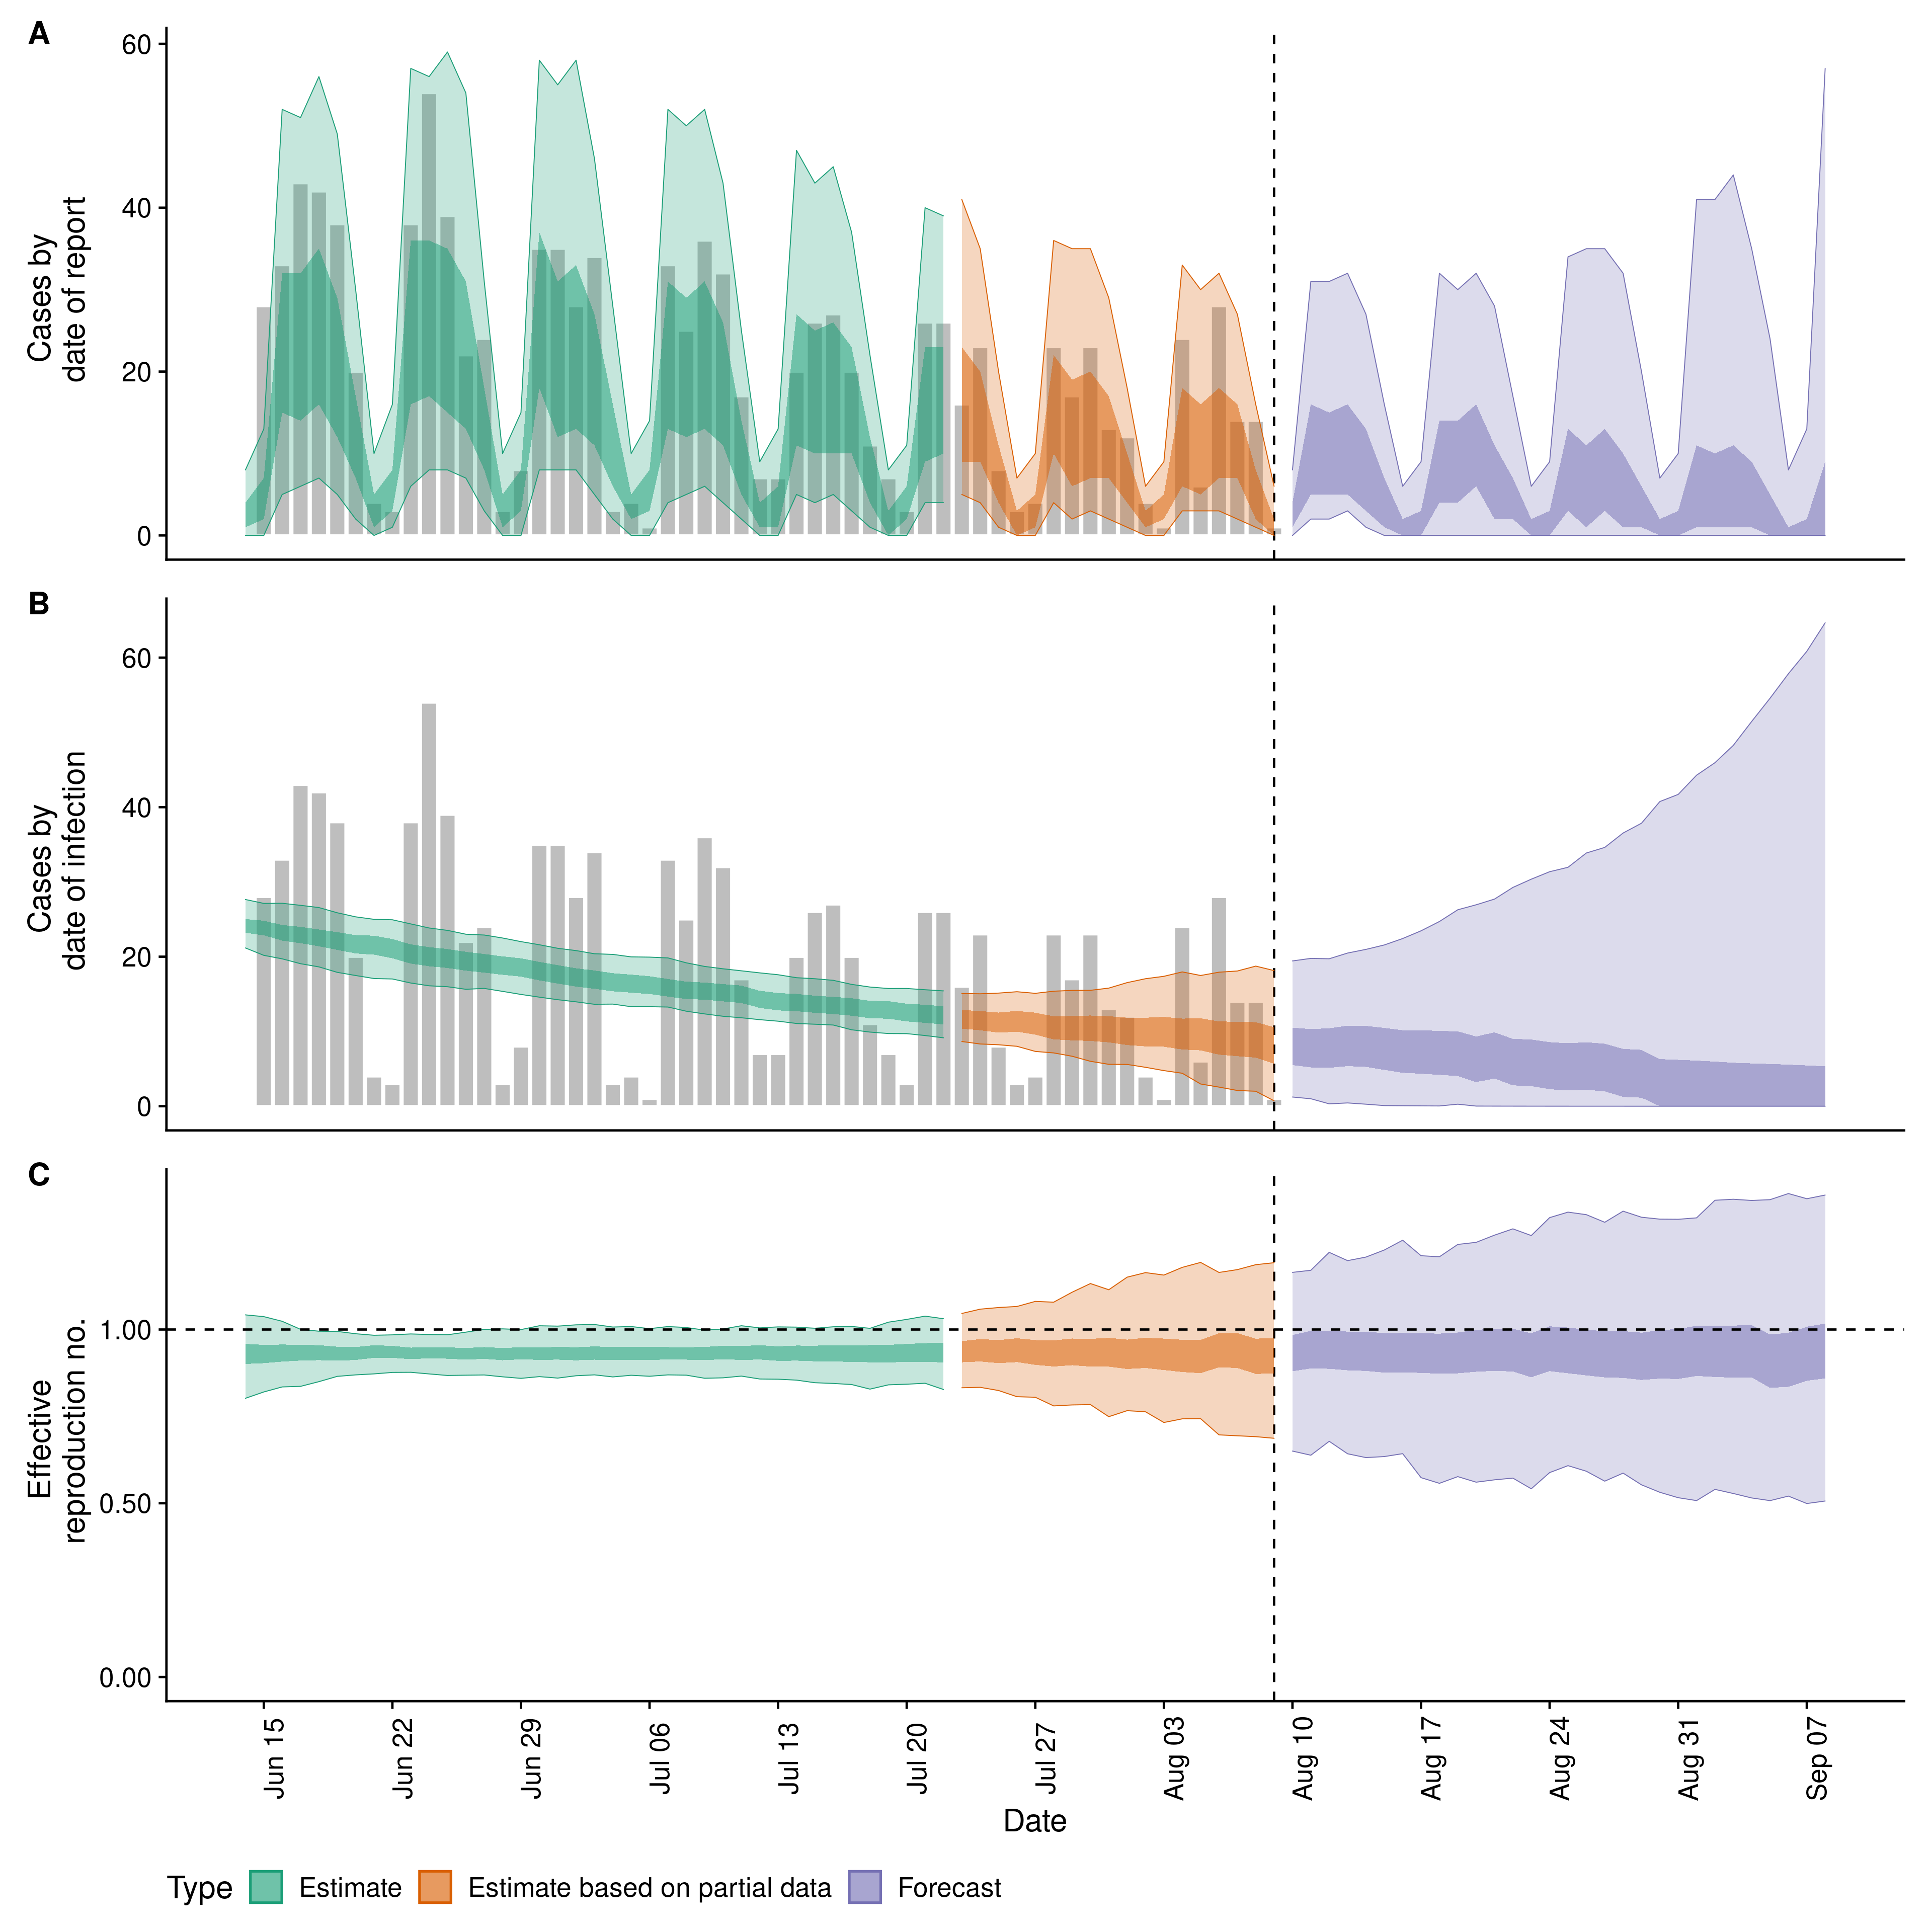 A
60
40
20
0
Cases by
date of report
B
60
40
20
0
Cases by
date of infection
C
1.00
0.50
0.00
Effective
reproduction no.
Jun 15
Jun 22
Jun 29
Jul 06
Jul 13
Jul 20
Jul 27
Aug 03
Aug 10
Aug 17
Aug 24
Aug 31
Sep 07
Date
Type Estimate Estimate based on partial data Forecast